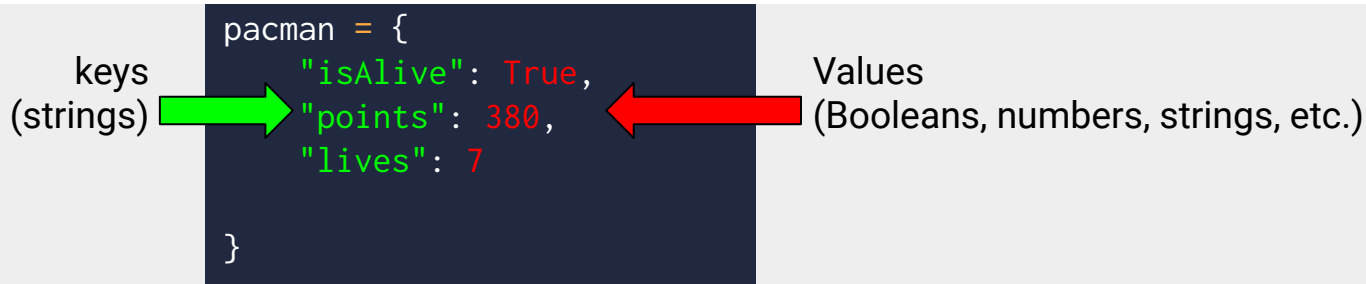 pacman = {
"isAlive": True,
"points": 380,
"lives": 7
}
keys
(strings)
Values
(Booleans, numbers, strings, etc.)